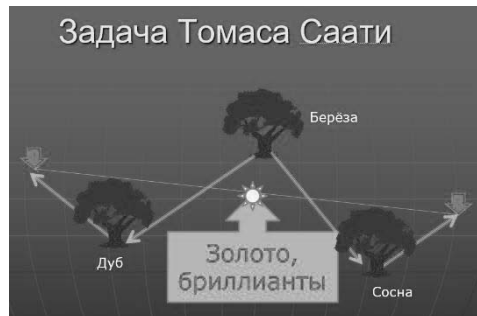 Задача Томаса Саати
Берёза
Дуб
Золото,
бриллианты
Сосна